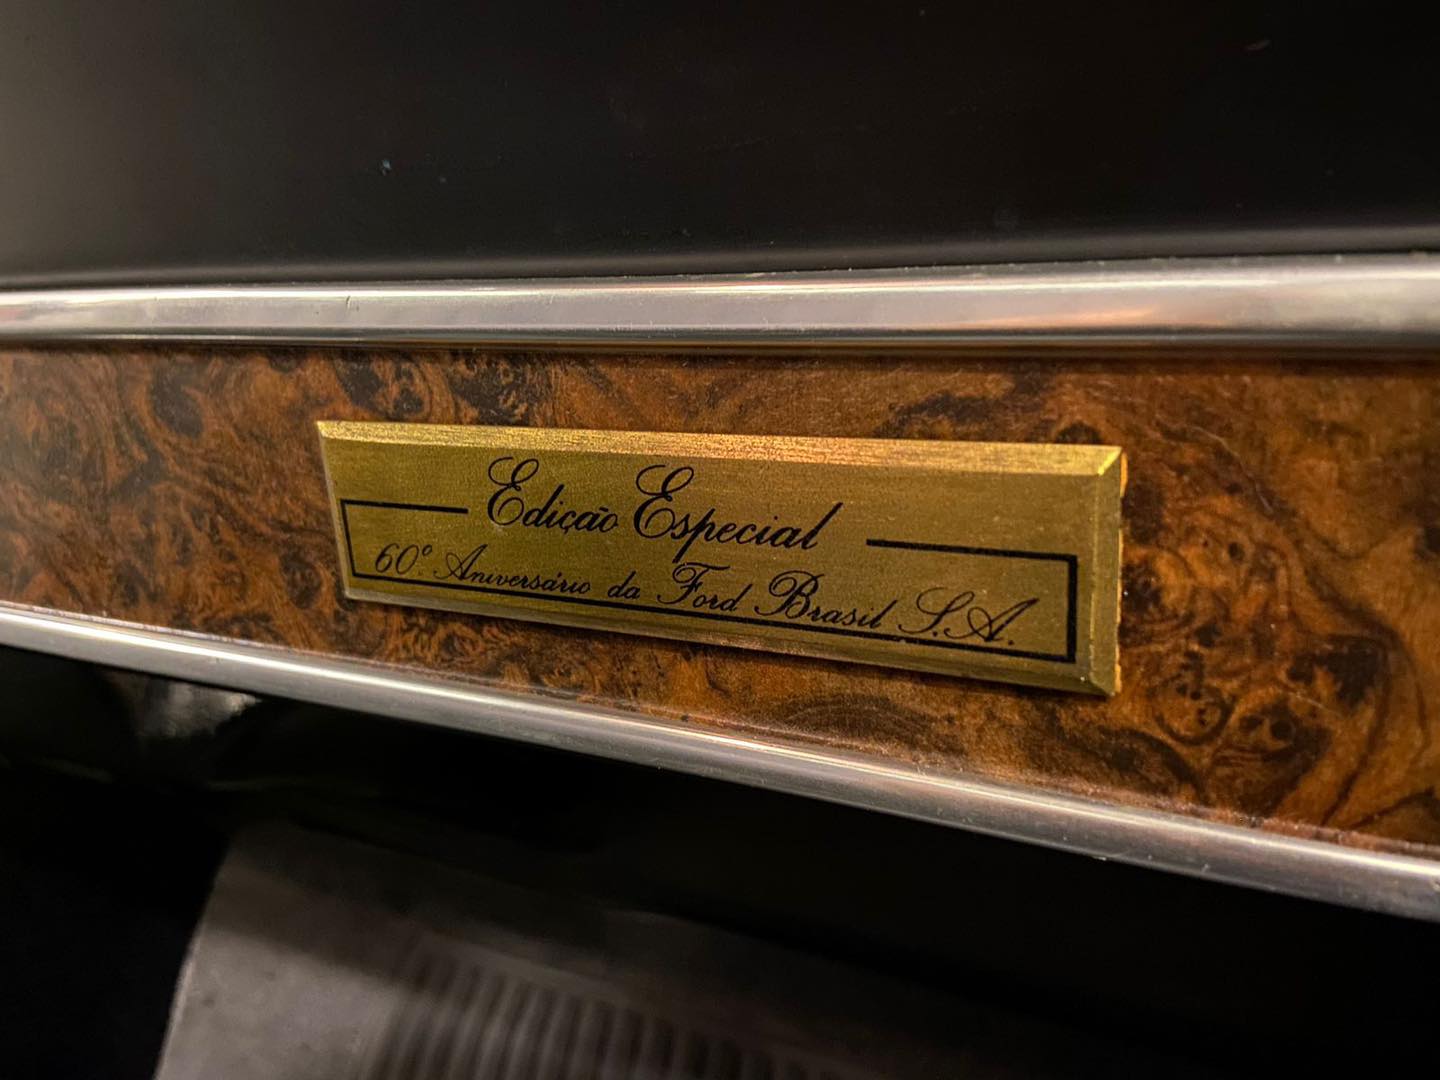 Edição Especial
60º. Aniversário da Ford Brasil S.A.